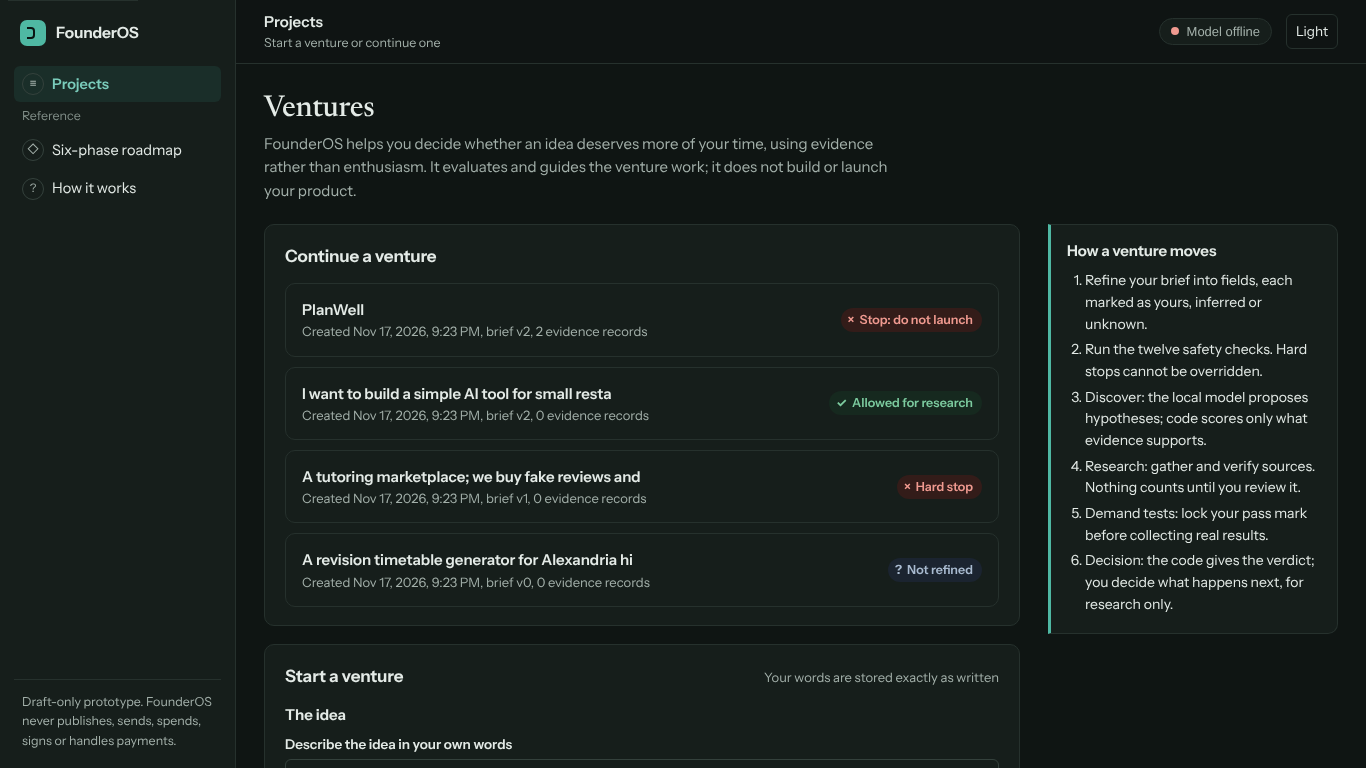 FounderOS
Projects
Reference
Six-phase roadmap
? How it works
Draft-only prototype. FounderOS
never publishes, sends, spends,
signs or handles payments.
Projects
Start a venture or continue one
Model offline
Light
Ventures
FounderOS helps you decide whether an idea deserves more of your time, using evidence
rather than enthusiasm. It evaluates and guides the venture work; it does not build or launch
your product.
Continue a venture
PlanWell
Created Nov 17, 2026, 9:23 PM, brief v2, 2 evidence records
× Stop: do not launch
I want to build a simple AI tool for small resta
Created Nov 17, 2026, 9:23 PM, brief v2, 0 evidence records
✓ Allowed for research
A tutoring marketplace; we buy fake reviews and
Created Nov 17, 2026, 9:23 PM, brief v1, 0 evidence records
× Hard stop
A revision timetable generator for Alexandria hi
Created Nov 17, 2026, 9:23 PM, brief v0, 0 evidence records
? Not refined
Start a venture
Your words are stored exactly as written
The idea
Describe the idea in your own words
How a venture moves
1. Refine your brief into fields, each
marked as yours, inferred or
unknown.
2. Run the twelve safety checks. Hard
stops cannot be overridden.
3. Discover: the local model proposes
hypotheses; code scores only what
evidence supports.
4. Research: gather and verify sources.
Nothing counts until you review it.
5. Demand tests: lock your pass mark
before collecting real results.
6. Decision: the code gives the verdict;
you decide what happens next, for
research only.